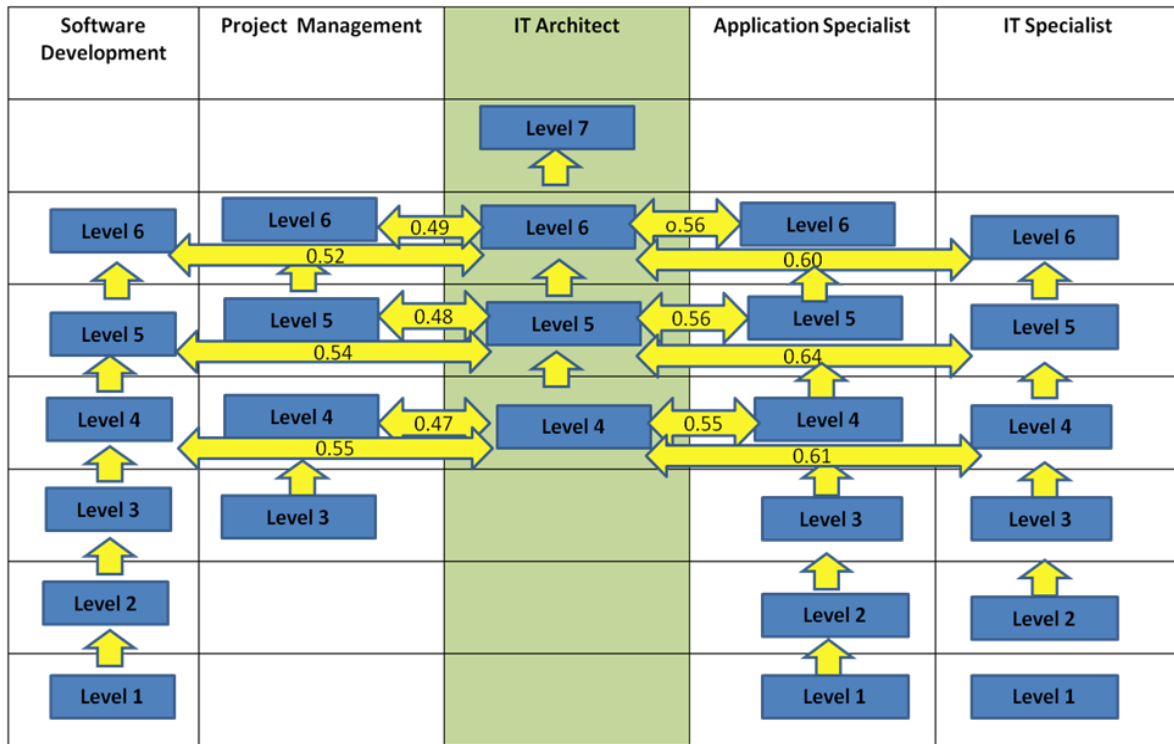 Software
Development
Project Management
IT Architect
Application Specialist
IT Specialist
Level 7
Level 6
Level 6
0.49
Level 6
o.56
Level 6
Level 6
0.52
0.60
Level 5
Level 5
0.48
Level 5
0.56
Level 5
Level 5
0.54
0.64
Level 4
Level 4
0.47
Level 4
0.55
Level 4
Level 4
0.55
0.61
Level 3
Level 3
Level 3
Level 3
Level 2
Level 2
Level 2
Level 1
Level 1
Level 1